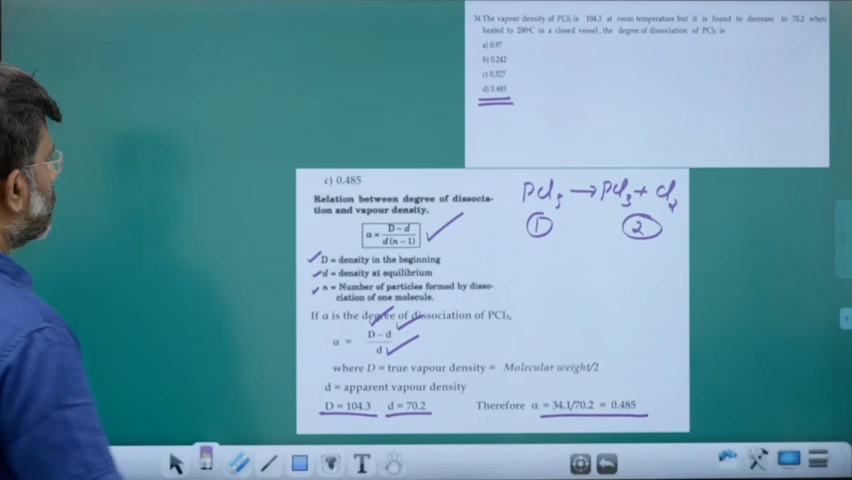 34 The vapour density of PCl₅ is 104.3 at room temperature but it is found to decrease to 70.2 when
heated to 200⁰C in a closed vessel, the degree of dissociation of PCl₅ is
a) 0.97
b) 0.242
c) 0.327
d) 0.485
c) 0.485
Relation between degree of dissocia-
tion and vapour density.
α = D – d / d(n – 1)
D = density in the beginning
d = density at equilibrium
n = Number of particles formed by disso-
ciation of one molecule.
If α is the degree of dissociation of PCl₅,
α = D – d / d
where D = true vapour density = Molecular weight/2
d = apparent vapour density
D = 104.3 d = 70.2 Therefore α = 34.1/70.2 = 0.485
PCl₅ → PCl₃ + Cl₂
1 2
T